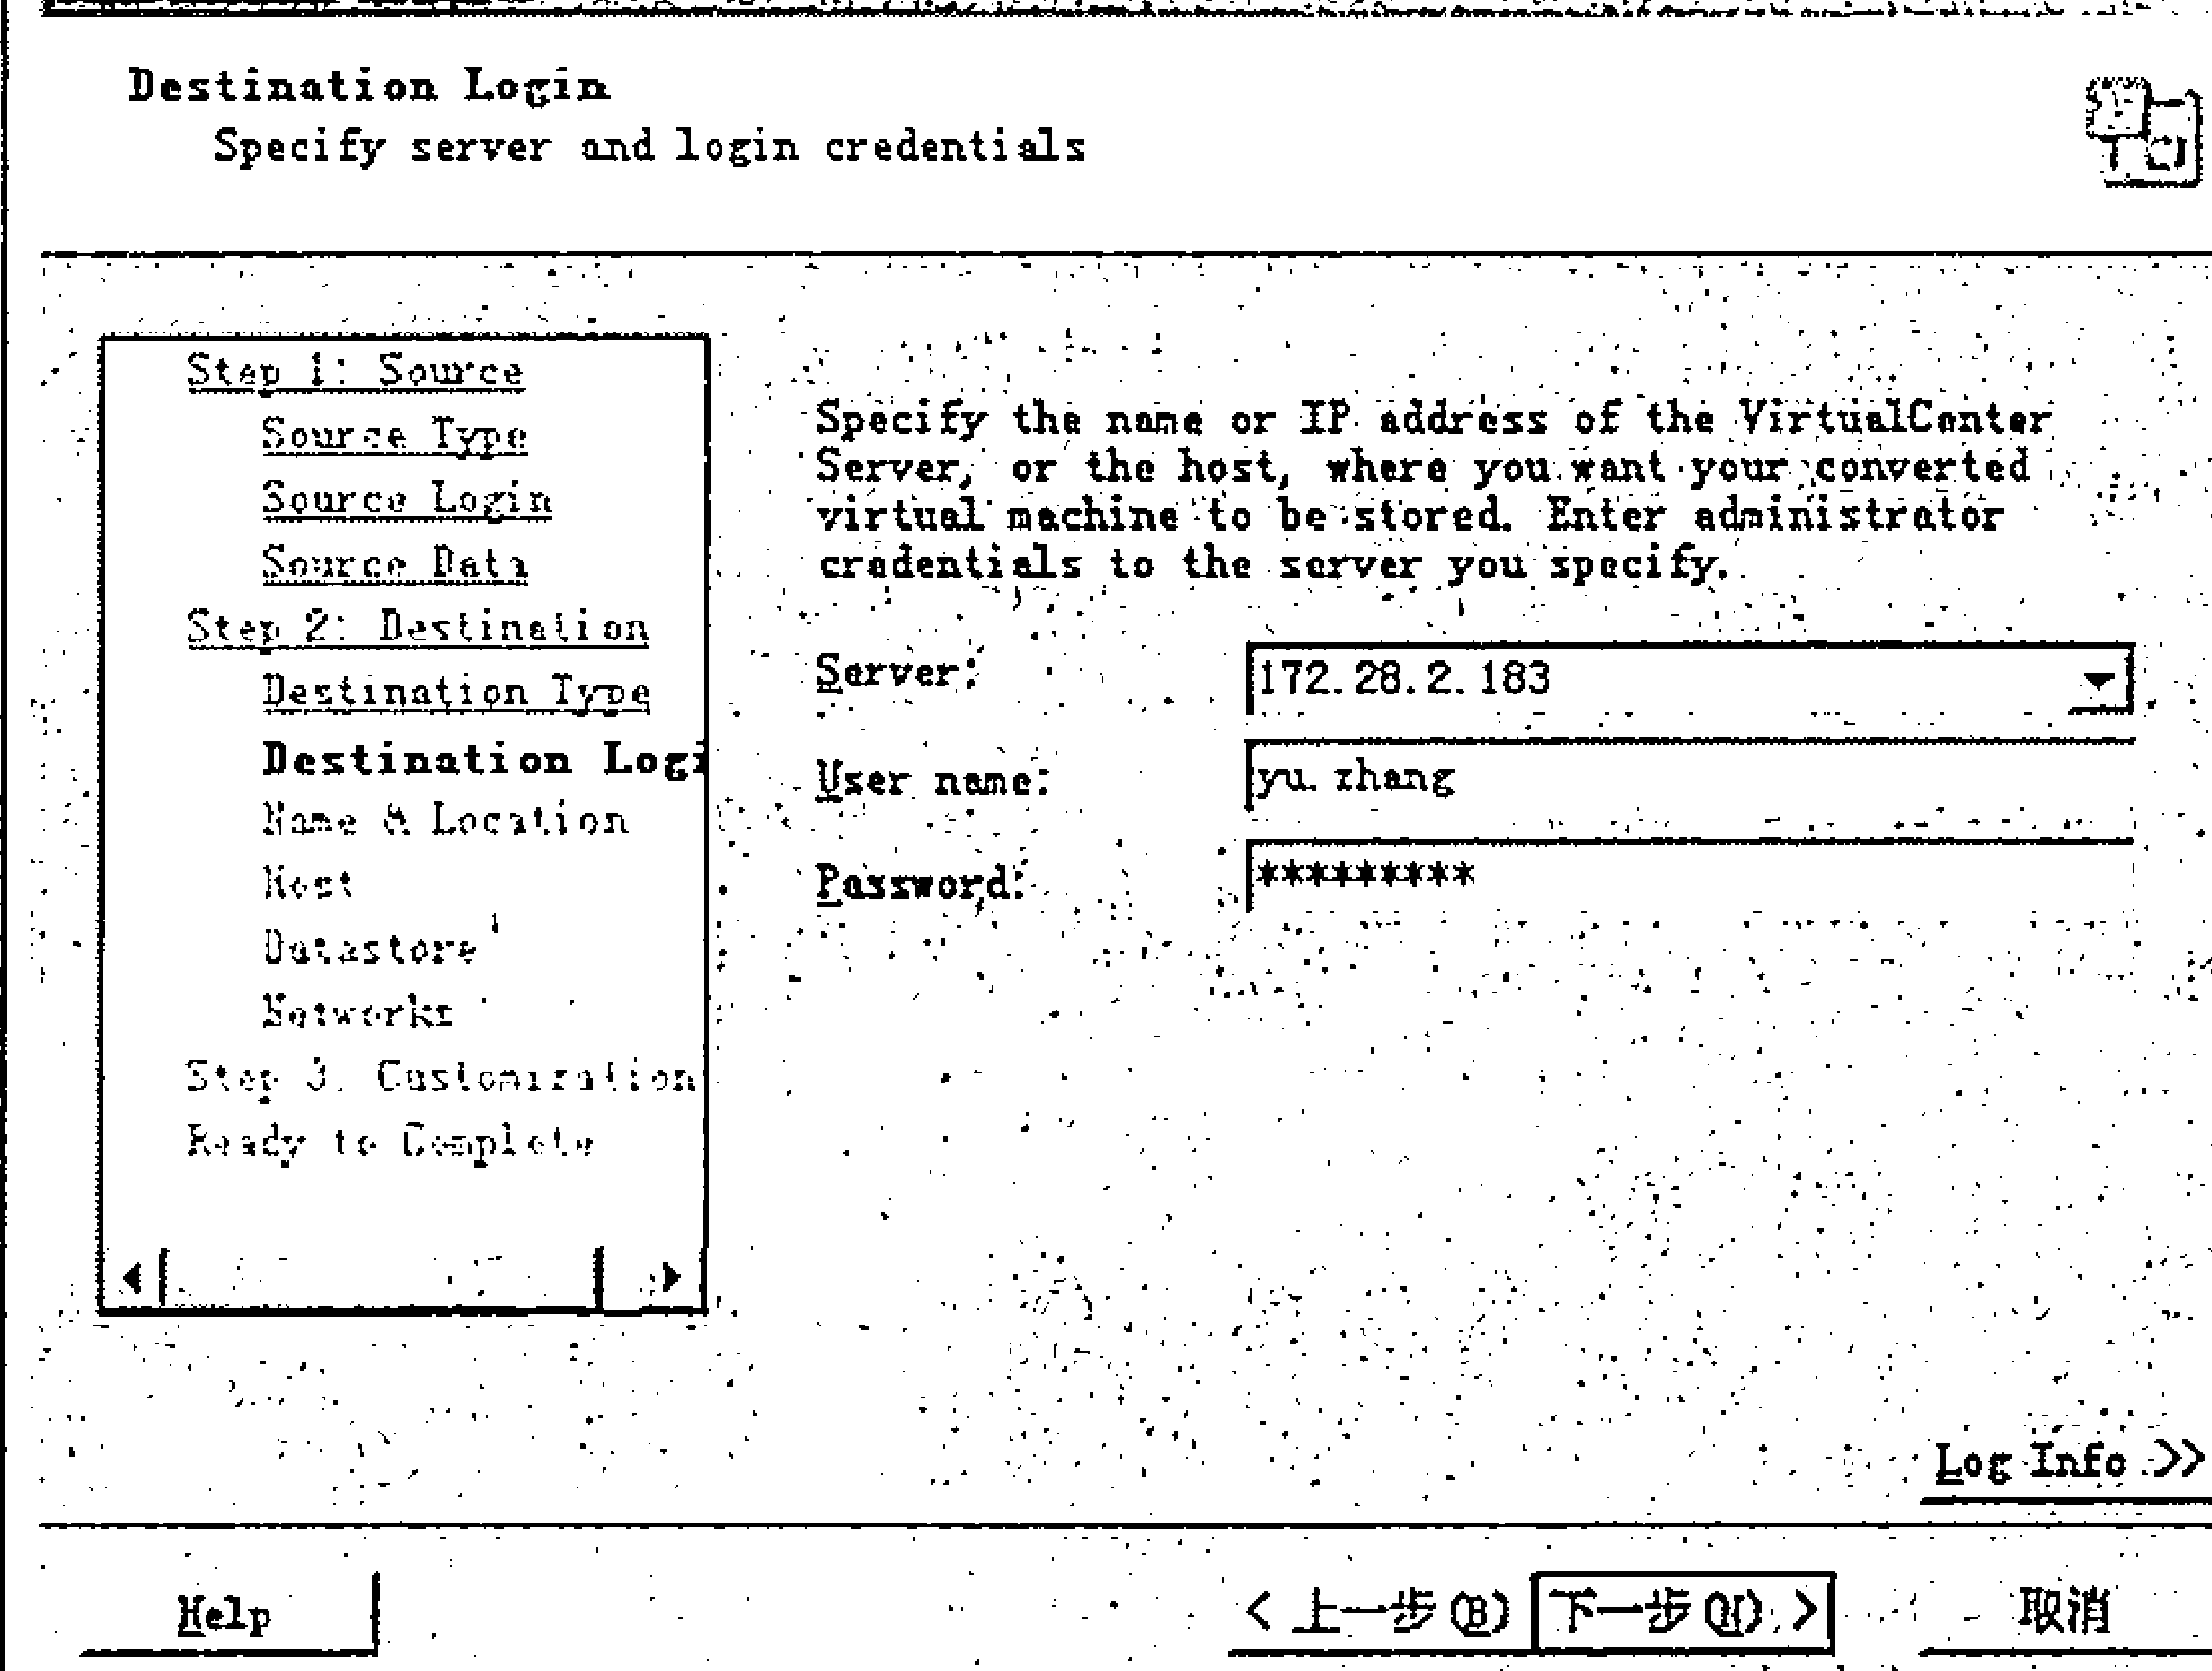 Destination Login
Specify server and login credentials
Step 1: Source
Source Type
Source Login
Source Data
Step 2: Destination
Destination Type
Destination Logi
Name & Location
Host
Datastore
Networks
Step 3: Customization
Ready to Complete
Specify the name or IP address of the VirtualCenter
Server, or the host, where you want your converted
virtual machine to be stored. Enter administrator
credentials to the server you specify.
Server:
172.28.2.183
User name:
yu.zhang
Password:
*********
Log Info >>
Help
< 上一步(B)
下一步(N) >
取消